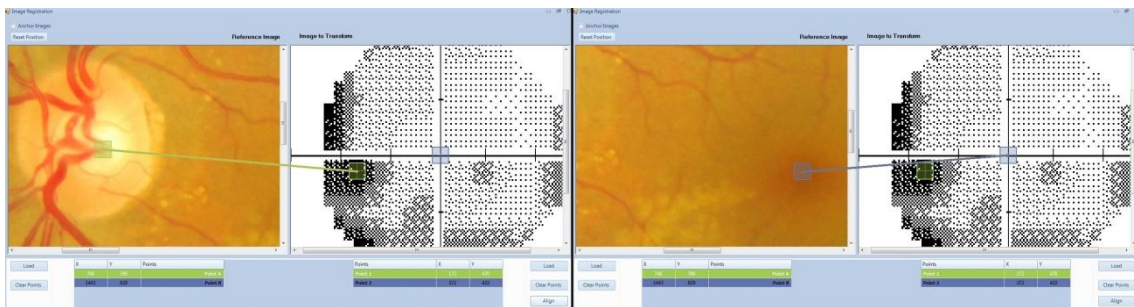 Image Registration
Anchor Images
Reset Position
Reference Image
Image to Transform
Load
Clear Points
X Y Points
Point A
Point B
Points X Y
Point 1
Point 2
Load
Clear Points
Align
Image Registration
Anchor Images
Reset Position
Reference Image
Image to Transform
Load
Clear Points
X Y Points
Point A
Point B
Points X Y
Point 1
Point 2
Load
Clear Points
Align